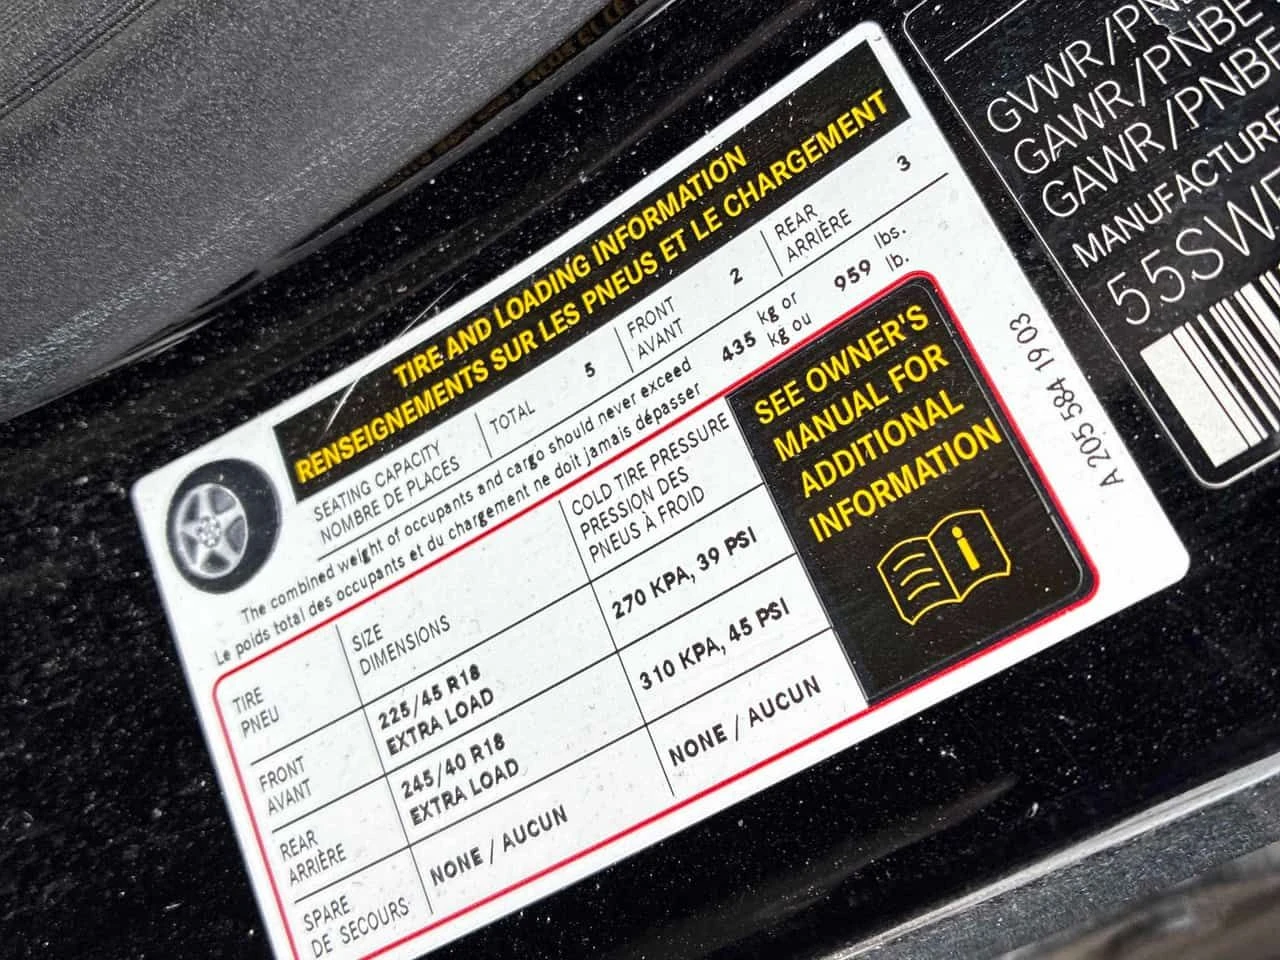 TIRE AND LOADING INFORMATION
RENSEIGNEMENTS SUR LES PNEUS ET LE CHARGEMENT
SEATING CAPACITY
NOMBRE DE PLACES
TOTAL 5
FRONT
AVANT
2
REAR
ARRIÈRE
3
The combined weight of occupants and cargo should never exceed
Le poids total des occupants et du chargement ne doit jamais dépasser
435
kg or
kg ou
959
lbs.
lb.
TIRE
PNEU
SIZE
DIMENSIONS
COLD TIRE PRESSURE
PRESSION DES
PNEUS À FROID
FRONT
AVANT
225/45 R18
EXTRA LOAD
270 KPA, 39 PSI
REAR
ARRIÈRE
245/40 R18
EXTRA LOAD
310 KPA, 45 PSI
SPARE
DE SECOURS
NONE / AUCUN
NONE / AUCUN
SEE OWNER'S
MANUAL FOR
ADDITIONAL
INFORMATION
i
A 205 584 19 03
GVWR/PNBV
GAWR/PNBE
GAWR/PNBE
MANUFACTURE
55SW